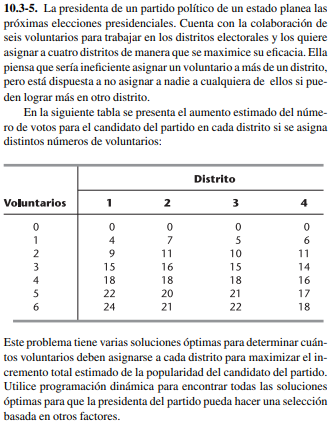 10.3-5. La presidenta de un partido político de un estado planea las
próximas elecciones presidenciales. Cuenta con la colaboración de
seis voluntarios para trabajar en los distritos electorales y los quiere
asignar a cuatro distritos de manera que se maximice su eficacia. Ella
piensa que sería ineficiente asignar un voluntario a más de un distrito,
pero está dispuesta a no asignar a nadie a cualquiera de ellos si pue-
den lograr más en otro distrito.
En la siguiente tabla se presenta el aumento estimado del núme-
ro de votos para el candidato del partido en cada distrito si se asigna
distintos números de voluntarios:
Distrito
Voluntarios 1 2 3 4
0 0 0 0 0
1 4 7 5 6
2 9 11 10 11
3 15 16 15 14
4 18 18 18 16
5 22 20 21 17
6 24 21 22 18
Este problema tiene varias soluciones óptimas para determinar cuán-
tos voluntarios deben asignarse a cada distrito para maximizar el in-
cremento total estimado de la popularidad del candidato del partido.
Utilice programación dinámica para encontrar todas las soluciones
óptimas para que la presidenta del partido pueda hacer una selección
basada en otros factores.